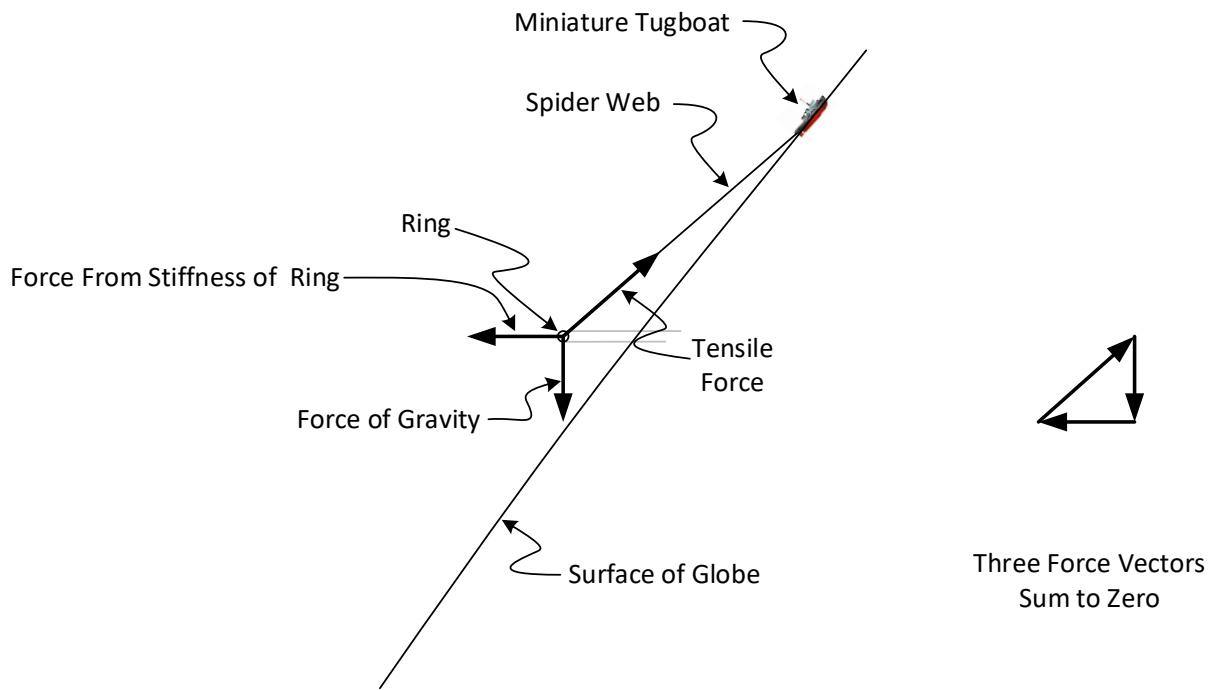 Miniature Tugboat
Spider Web
Ring
Force From Stiffness of Ring
Tensile
Force
Force of Gravity
Surface of Globe
Three Force Vectors
Sum to Zero